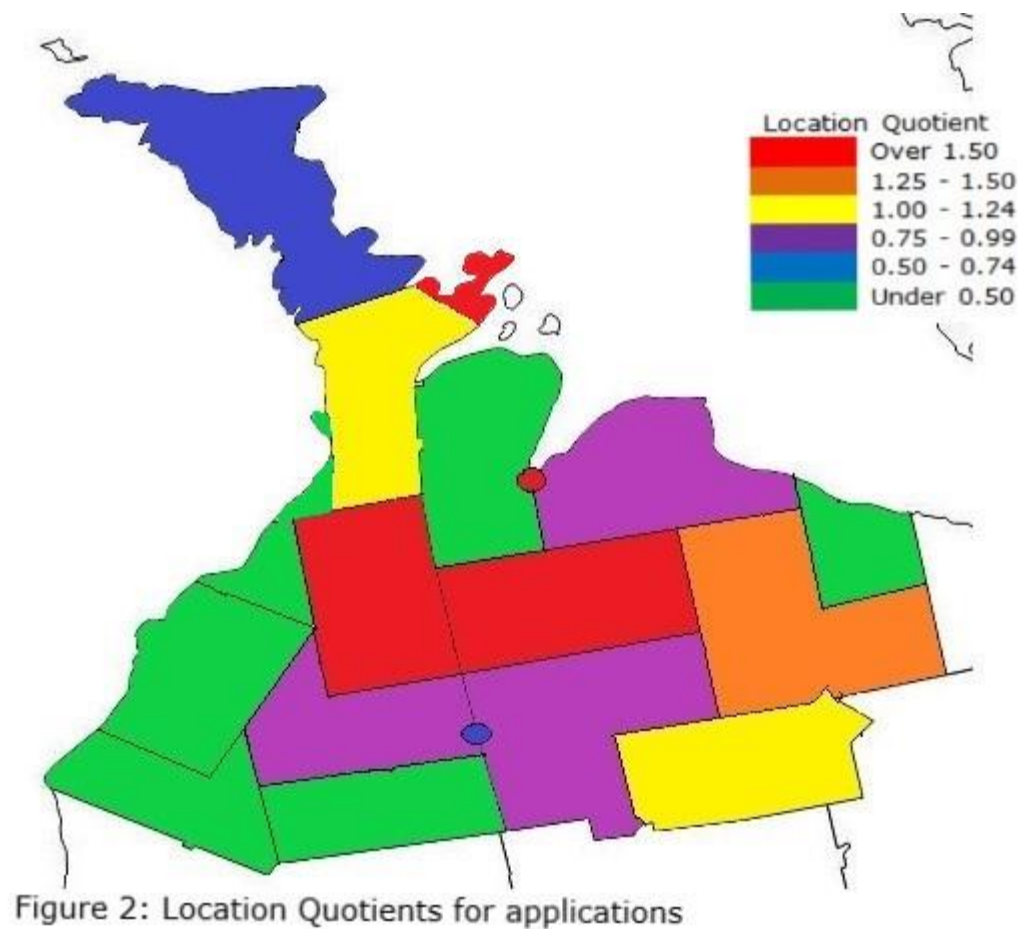 Location Quotient
Over 1.50
1.25 - 1.50
1.00 - 1.24
0.75 - 0.99
0.50 - 0.74
Under 0.50
Figure 2: Location Quotients for applications